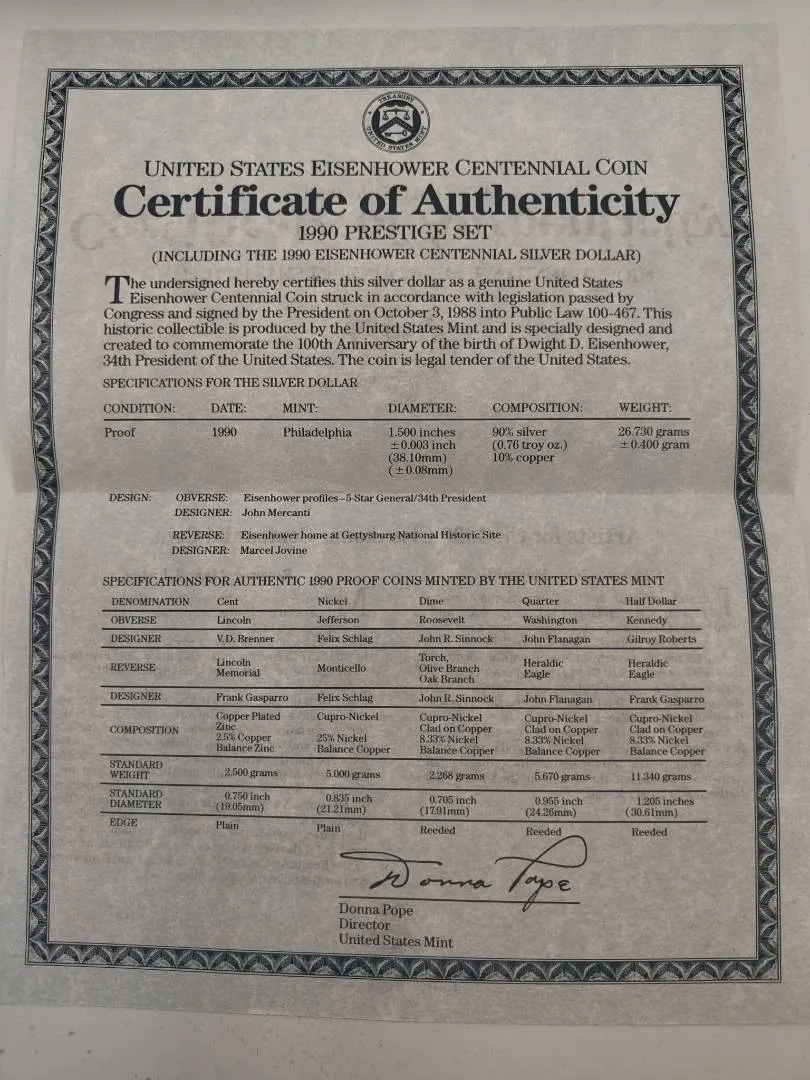 TREASURY
UNITED STATES MINT
UNITED STATES EISENHOWER CENTENNIAL COIN
Certificate of Authenticity
1990 PRESTIGE SET
(INCLUDING THE 1990 EISENHOWER CENTENNIAL SILVER DOLLAR)
The undersigned hereby certifies this silver dollar as a genuine United States
Eisenhower Centennial Coin struck in accordance with legislation passed by
Congress and signed by the President on October 3, 1988 into Public Law 100-467. This
historic collectible is produced by the United States Mint and is specially designed and
created to commemorate the 100th Anniversary of the birth of Dwight D. Eisenhower,
34th President of the United States. The coin is legal tender of the United States.
SPECIFICATIONS FOR THE SILVER DOLLAR
CONDITION: DATE: MINT: DIAMETER: COMPOSITION: WEIGHT:
Proof 1990 Philadelphia 1.500 inches 90% silver 26.730 grams
±0.003 inch (0.76 troy oz.) ±0.400 gram
(38.10mm) 10% copper
(±0.08mm)
DESIGN: OBVERSE: Eisenhower profiles–5-Star General/34th President
DESIGNER: John Mercanti
REVERSE: Eisenhower home at Gettysburg National Historic Site
DESIGNER: Marcel Jovine
SPECIFICATIONS FOR AUTHENTIC 1990 PROOF COINS MINTED BY THE UNITED STATES MINT
DENOMINATION Cent Nickel Dime Quarter Half Dollar
OBVERSE Lincoln Jefferson Roosevelt Washington Kennedy
DESIGNER V.D. Brenner Felix Schlag John R. Sinnock John Flanagan Gilroy Roberts
REVERSE Lincoln Monticello Torch, Heraldic Heraldic
Memorial Olive Branch Eagle Eagle
Oak Branch
DESIGNER Frank Gasparro Felix Schlag John R. Sinnock John Flanagan Frank Gasparro
COMPOSITION Copper Plated Cupro-Nickel Cupro-Nickel Cupro-Nickel Cupro-Nickel
Zinc Clad on Copper Clad on Copper Clad on Copper
2.5% Copper 25% Nickel 8.33% Nickel 8.33% Nickel 8.33% Nickel
Balance Zinc Balance Copper Balance Copper Balance Copper Balance Copper
STANDARD
WEIGHT 2.500 grams 5.000 grams 2.268 grams 5.670 grams 11.340 grams
STANDARD 0.750 inch 0.835 inch 0.705 inch 0.955 inch 1.205 inches
DIAMETER (19.05mm) (21.21mm) (17.91mm) (24.26mm) (30.61mm)
EDGE Plain Plain Reeded Reeded Reeded
Donna Pope
Donna Pope
Director
United States Mint